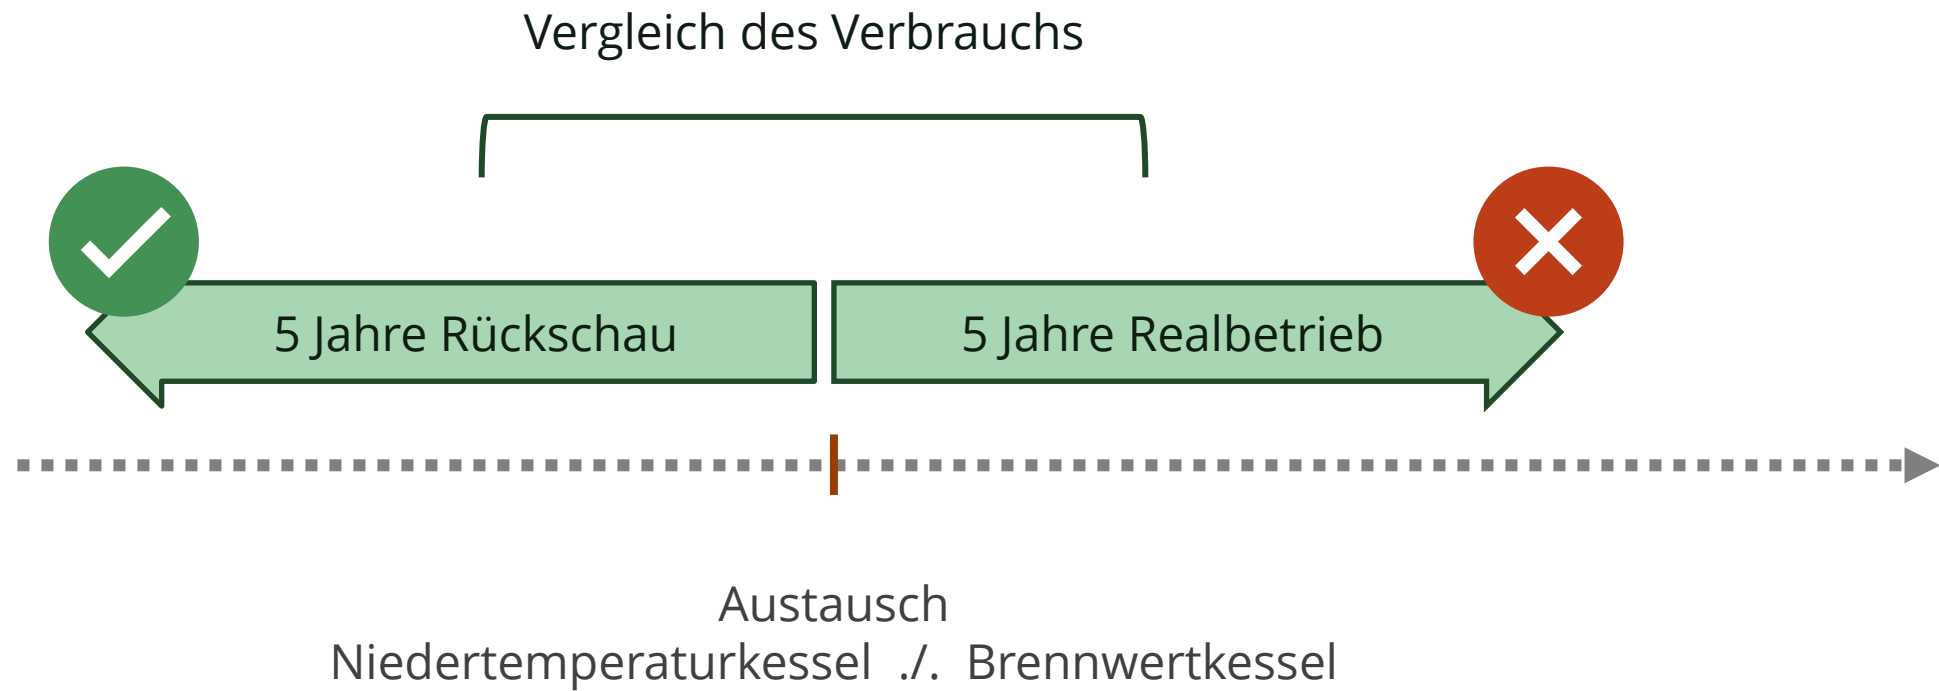 Vergleich des Verbrauchs
5 Jahre Rückschau
5 Jahre Realbetrieb
Austausch
Niedertemperaturkessel ./. Brennwertkessel